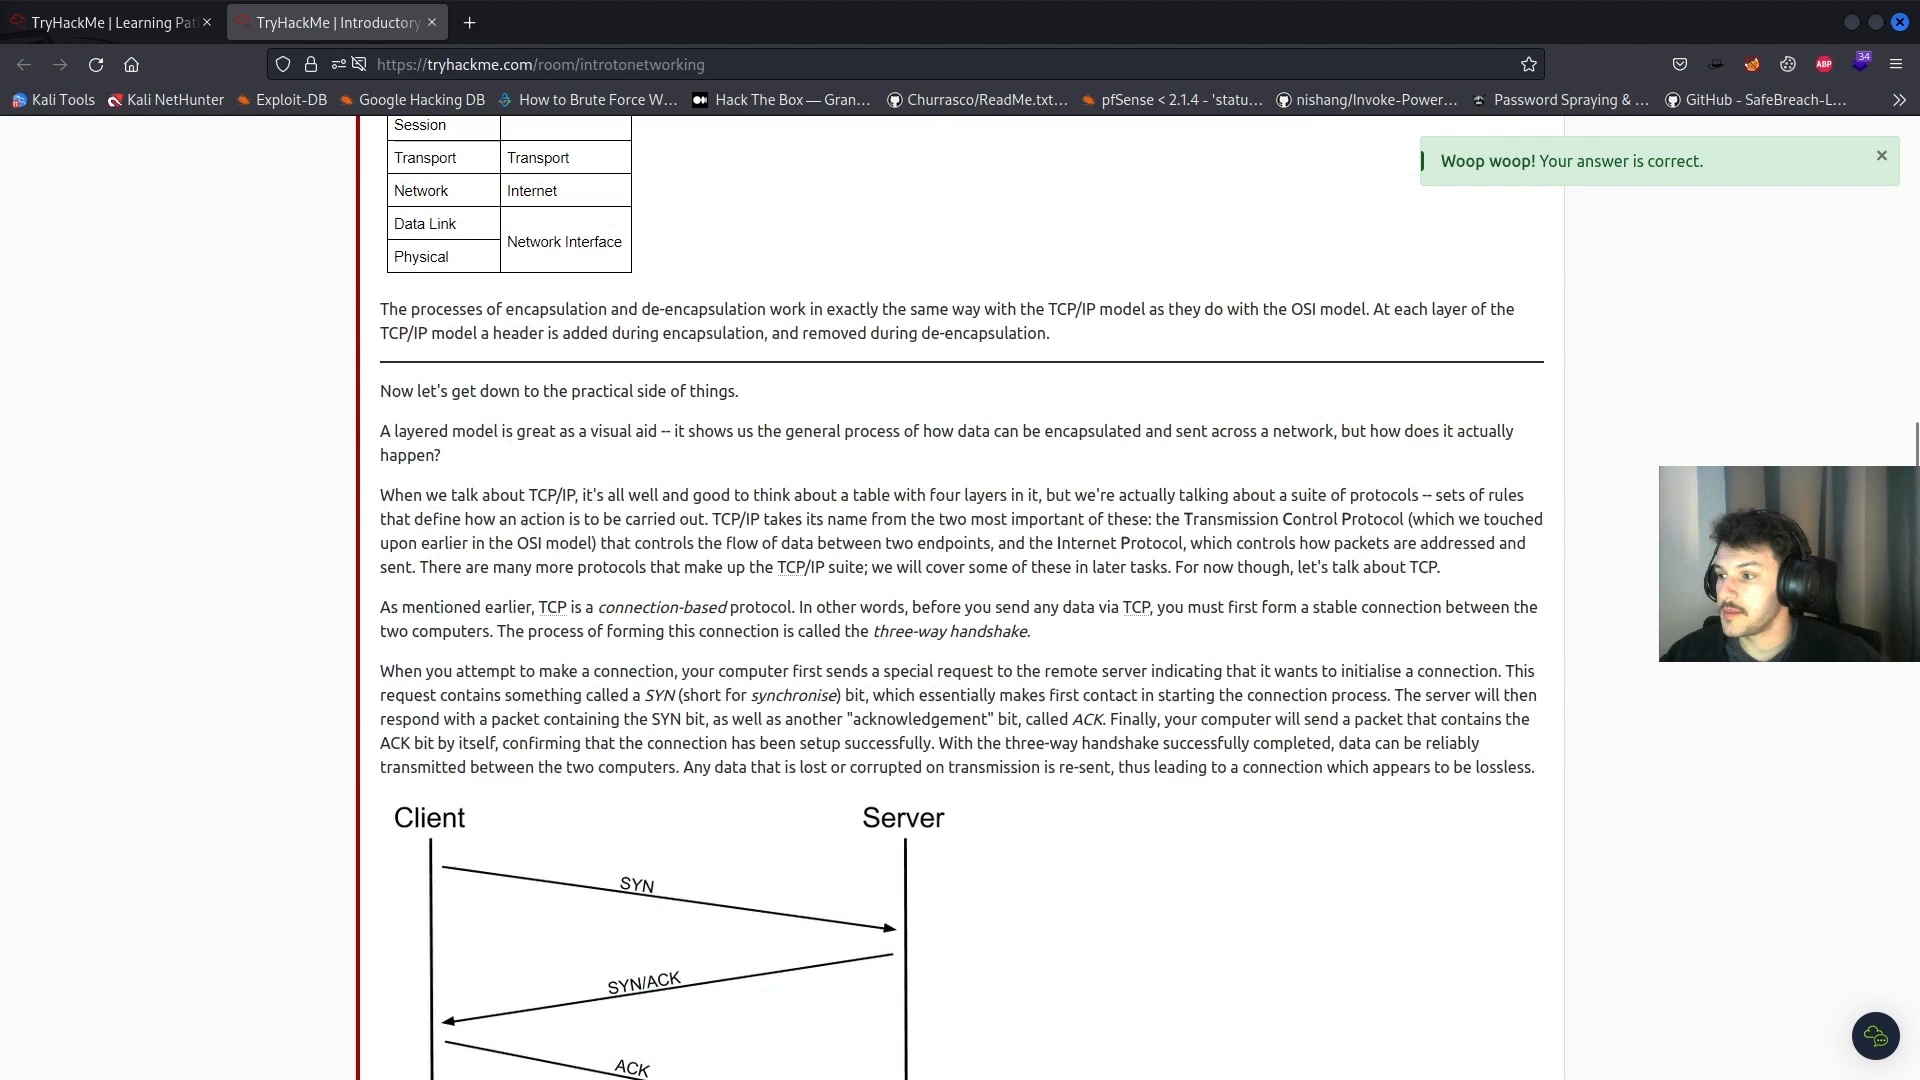 TryHackMe | Learning Pat
TryHackMe | Introductory
https://tryhackme.com/room/introtonetworking
ABP
34
Kali Tools
Kali NetHunter
Exploit-DB
Google Hacking DB
How to Brute Force W...
Hack The Box — Gran...
Churrasco/ReadMe.txt...
pfSense < 2.1.4 - 'statu...
nishang/Invoke-Power...
Password Spraying & ...
GitHub - SafeBreach-L...
Woop woop! Your answer is correct.
Session
Transport Transport
Network Internet
Data Link
Network Interface
Physical
The processes of encapsulation and de-encapsulation work in exactly the same way with the TCP/IP model as they do with the OSI model. At each layer of the
TCP/IP model a header is added during encapsulation, and removed during de-encapsulation.
Now let's get down to the practical side of things.
A layered model is great as a visual aid -- it shows us the general process of how data can be encapsulated and sent across a network, but how does it actually
happen?
When we talk about TCP/IP, it's all well and good to think about a table with four layers in it, but we're actually talking about a suite of protocols -- sets of rules
that define how an action is to be carried out. TCP/IP takes its name from the two most important of these: the Transmission Control Protocol (which we touched
upon earlier in the OSI model) that controls the flow of data between two endpoints, and the Internet Protocol, which controls how packets are addressed and
sent. There are many more protocols that make up the TCP/IP suite; we will cover some of these in later tasks. For now though, let's talk about TCP.
As mentioned earlier, TCP is a connection-based protocol. In other words, before you send any data via TCP, you must first form a stable connection between the
two computers. The process of forming this connection is called the three-way handshake.
When you attempt to make a connection, your computer first sends a special request to the remote server indicating that it wants to initialise a connection. This
request contains something called a SYN (short for synchronise) bit, which essentially makes first contact in starting the connection process. The server will then
respond with a packet containing the SYN bit, as well as another "acknowledgement" bit, called ACK. Finally, your computer will send a packet that contains the
ACK bit by itself, confirming that the connection has been setup successfully. With the three-way handshake successfully completed, data can be reliably
transmitted between the two computers. Any data that is lost or corrupted on transmission is re-sent, thus leading to a connection which appears to be lossless.
Client Server
SYN
SYN/ACK
ACK